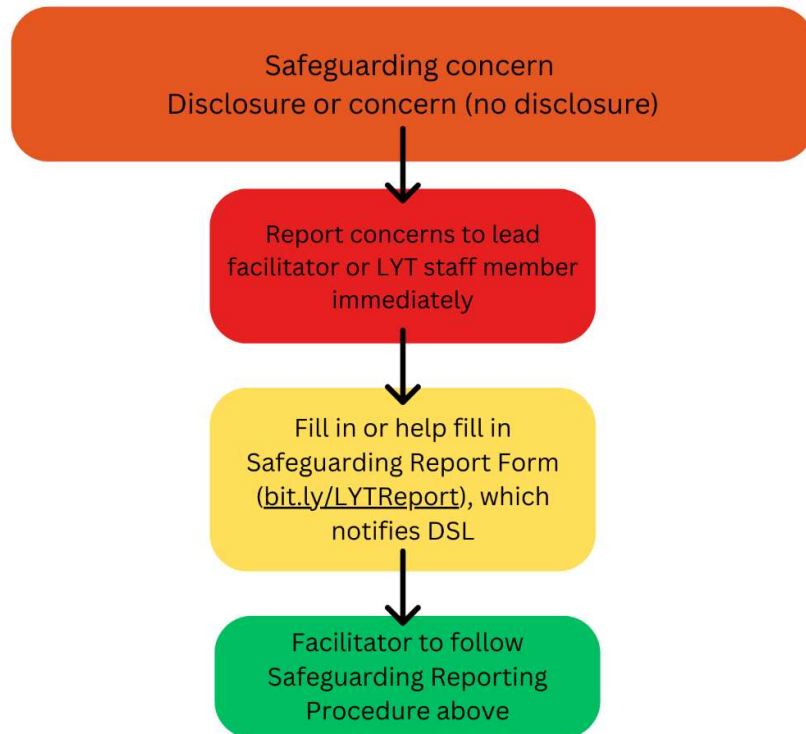 Safeguarding concern
Disclosure or concern (no disclosure)
Report concerns to lead
facilitator or LYT staff member
immediately
Fill in or help fill in
Safeguarding Report Form
(bit.ly/LYTReport), which
notifies DSL
Facilitator to follow
Safeguarding Reporting
Procedure above